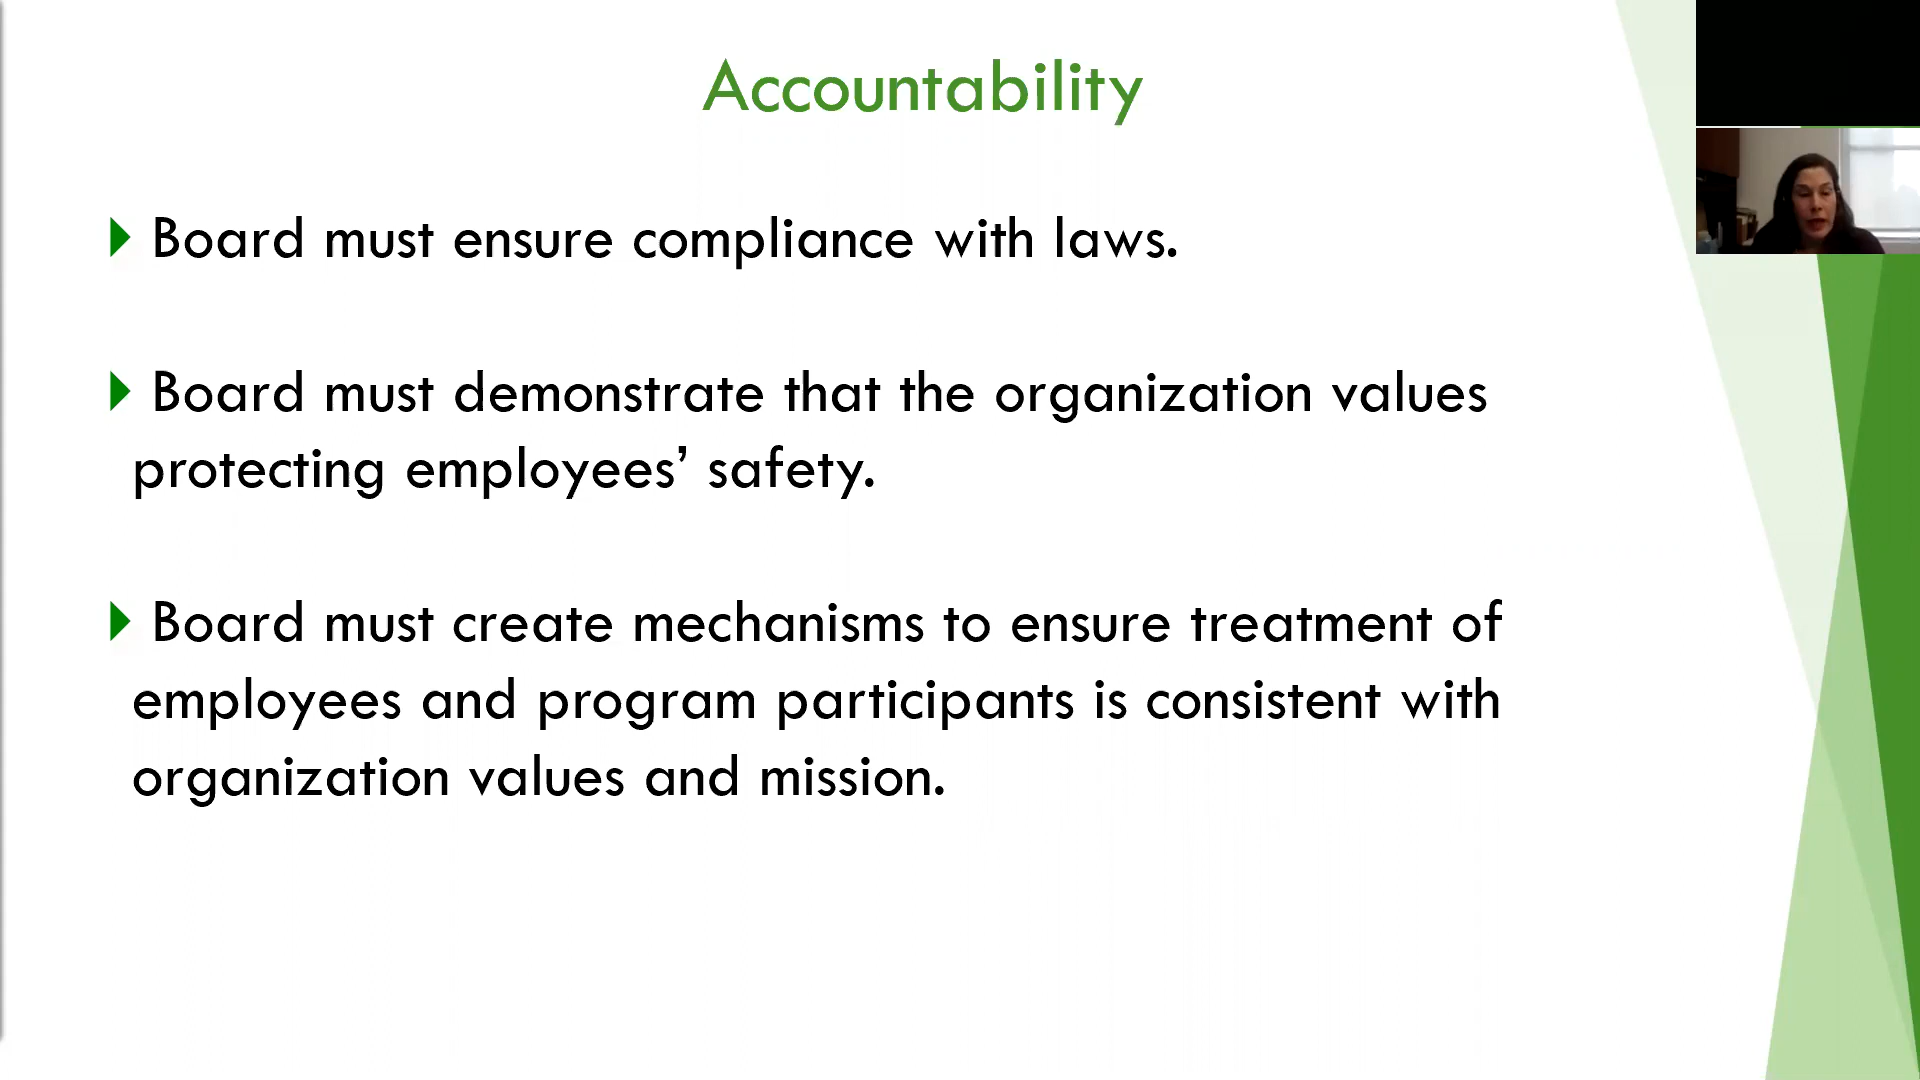 Accountability
Board must ensure compliance with laws.
Board must demonstrate that the organization values
protecting employees’ safety.
Board must create mechanisms to ensure treatment of
employees and program participants is consistent with
organization values and mission.